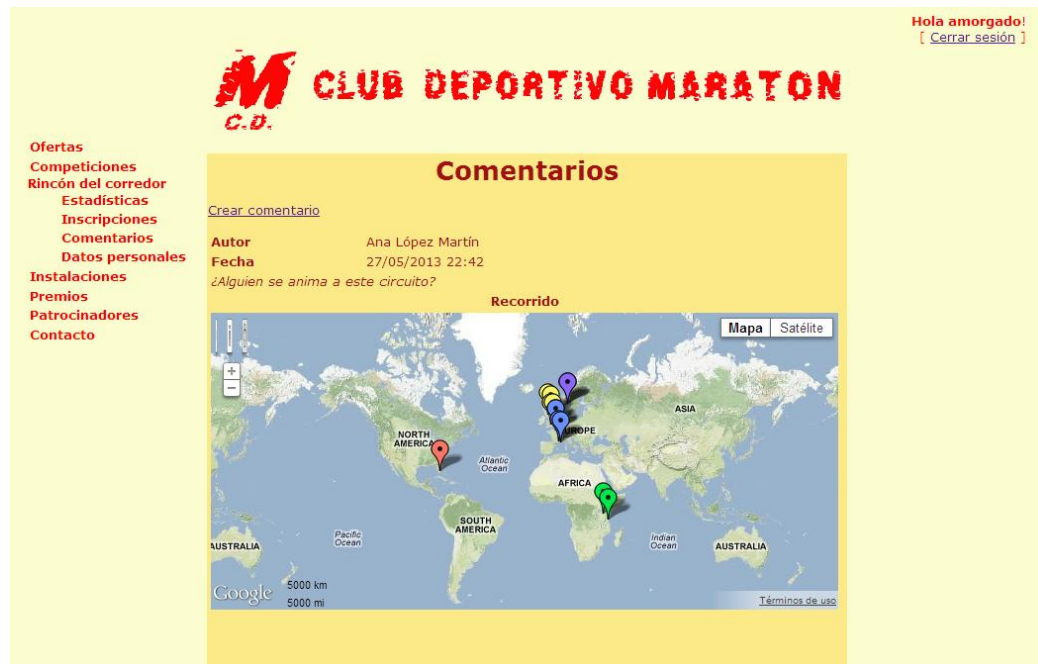 Hola amorgado!
[ Cerrar sesión ]
M
C.D.
CLUB DEPORTIVO MARATON
Ofertas
Competiciones
Rincón del corredor
Estadísticas
Inscripciones
Comentarios
Datos personales
Instalaciones
Premios
Patrocinadores
Contacto
Comentarios
Crear comentario
Autor Ana López Martín
Fecha 27/05/2013 22:42
¿Alguien se anima a este circuito?
Recorrido
Mapa Satélite
+
−
ASIA
NORTH
AMERICA
Atlantic
Ocean
AFRICA
SOUTH
AMERICA
Pacific
Ocean
Indian
Ocean
AUSTRALIA
AUSTRALIA
Google
5000 km
5000 mi
Términos de uso